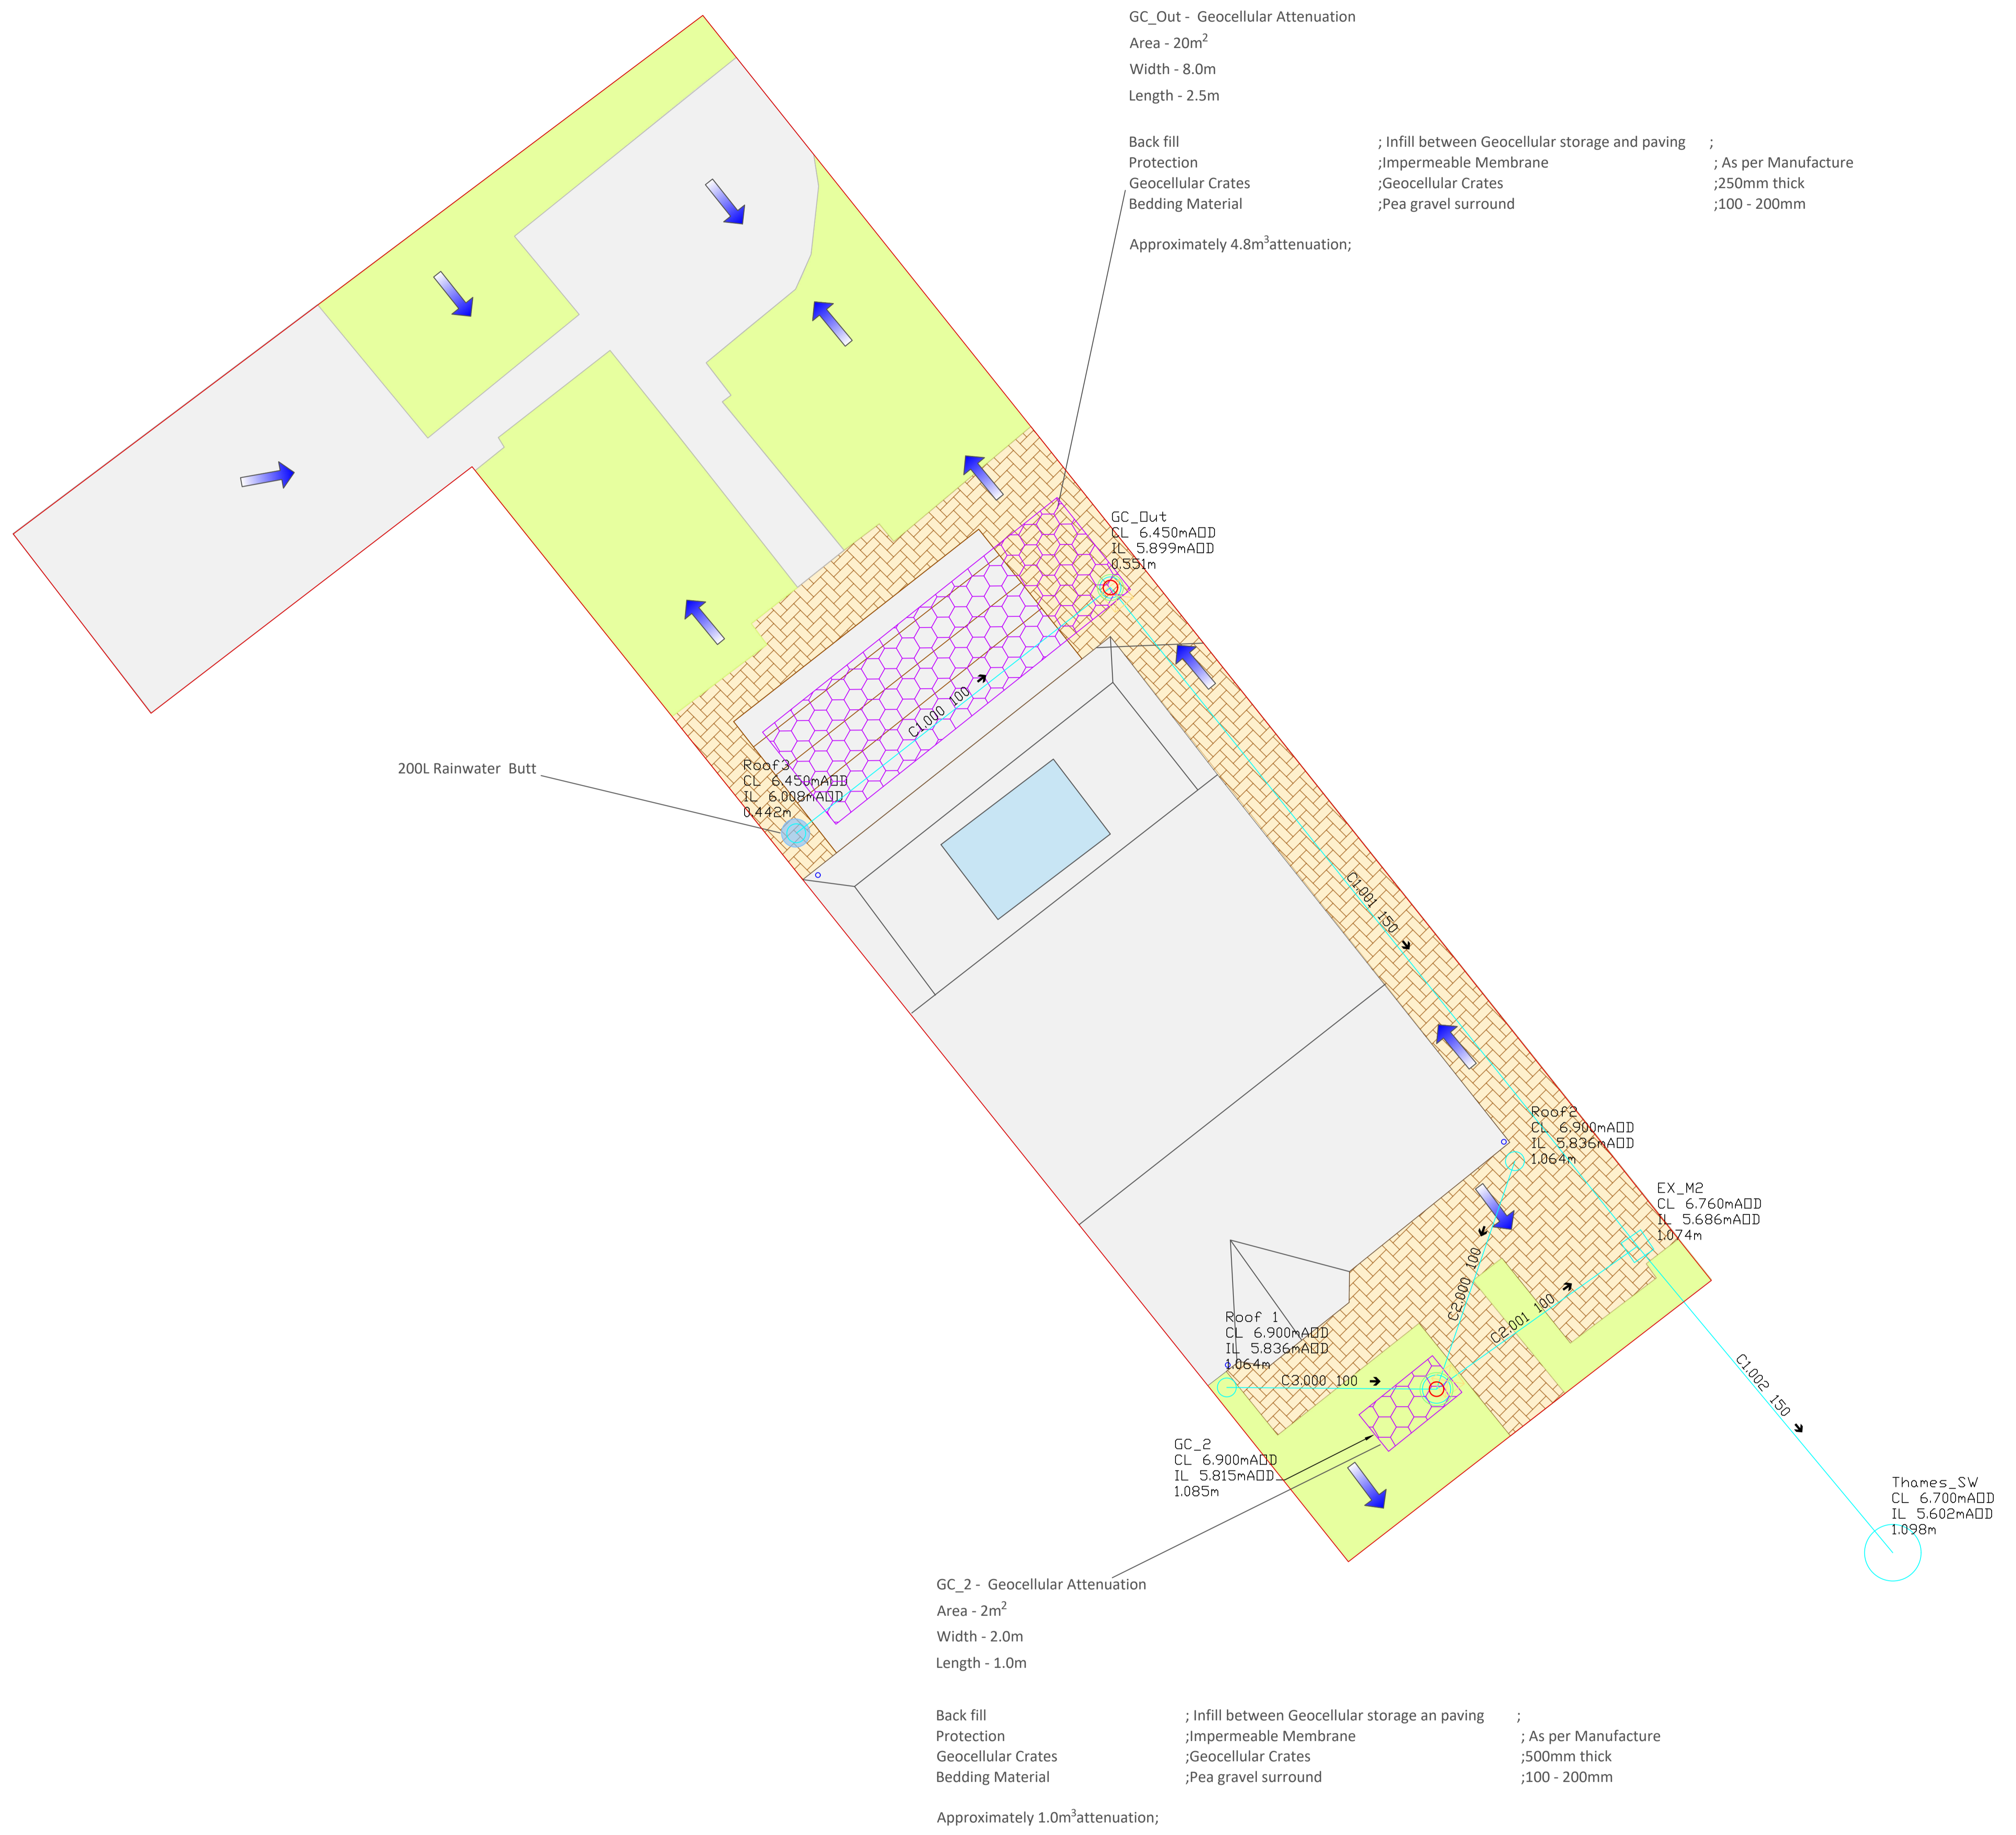 GC_Out - Geocellular Attenuation
Area - 20m²
Width - 8.0m
Length - 2.5m
Back fill ; Infill between Geocellular storage and paving ;
Protection ;Impermeable Membrane ; As per Manufacture
Geocellular Crates ;Geocellular Crates ;250mm thick
Bedding Material ;Pea gravel surround ;100 - 200mm
Approximately 4.8m³attenuation;
GC_Out
CL 6.450mAOD
IL 5.899mAOD
0.551m
C1.000 100
200L Rainwater Butt
Roof3
CL 6.450mAOD
IL 6.008mAOD
0.442m
C1.001 150
Roof2
CL 6.900mAOD
IL 5.836mAOD
1.064m
EX_M2
CL 6.760mAOD
IL 5.686mAOD
1.074m
C2.000 100
C2.001 100
Roof 1
CL 6.900mAOD
IL 5.836mAOD
1.064m
C3.000 100
C1.002 150
GC_2
CL 6.900mAOD
IL 5.815mAOD
1.085m
Thames_SW
CL 6.700mAOD
IL 5.602mAOD
1.098m
GC_2 - Geocellular Attenuation
Area - 2m²
Width - 2.0m
Length - 1.0m
Back fill ; Infill between Geocellular storage an paving ;
Protection ;Impermeable Membrane ; As per Manufacture
Geocellular Crates ;Geocellular Crates ;500mm thick
Bedding Material ;Pea gravel surround ;100 - 200mm
Approximately 1.0m³attenuation;